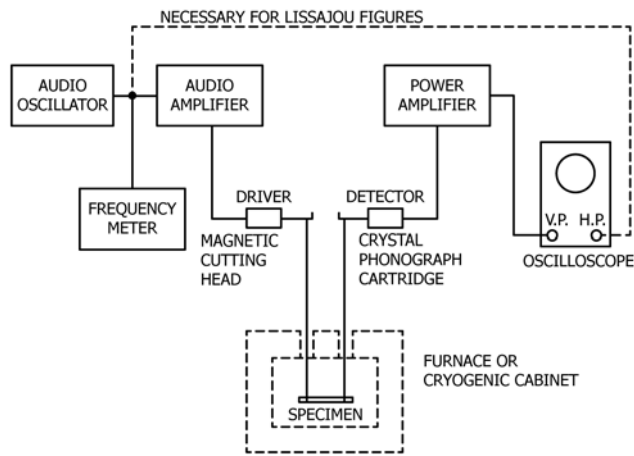 NECESSARY FOR LISSAJOU FIGURES
AUDIO
OSCILLATOR
AUDIO
AMPLIFIER
POWER
AMPLIFIER
FREQUENCY
METER
DRIVER
MAGNETIC
CUTTING
HEAD
DETECTOR
CRYSTAL
PHONOGRAPH
CARTRIDGE
V.P. H.P.
OSCILLOSCOPE
FURNACE OR
CRYOGENIC CABINET
SPECIMEN